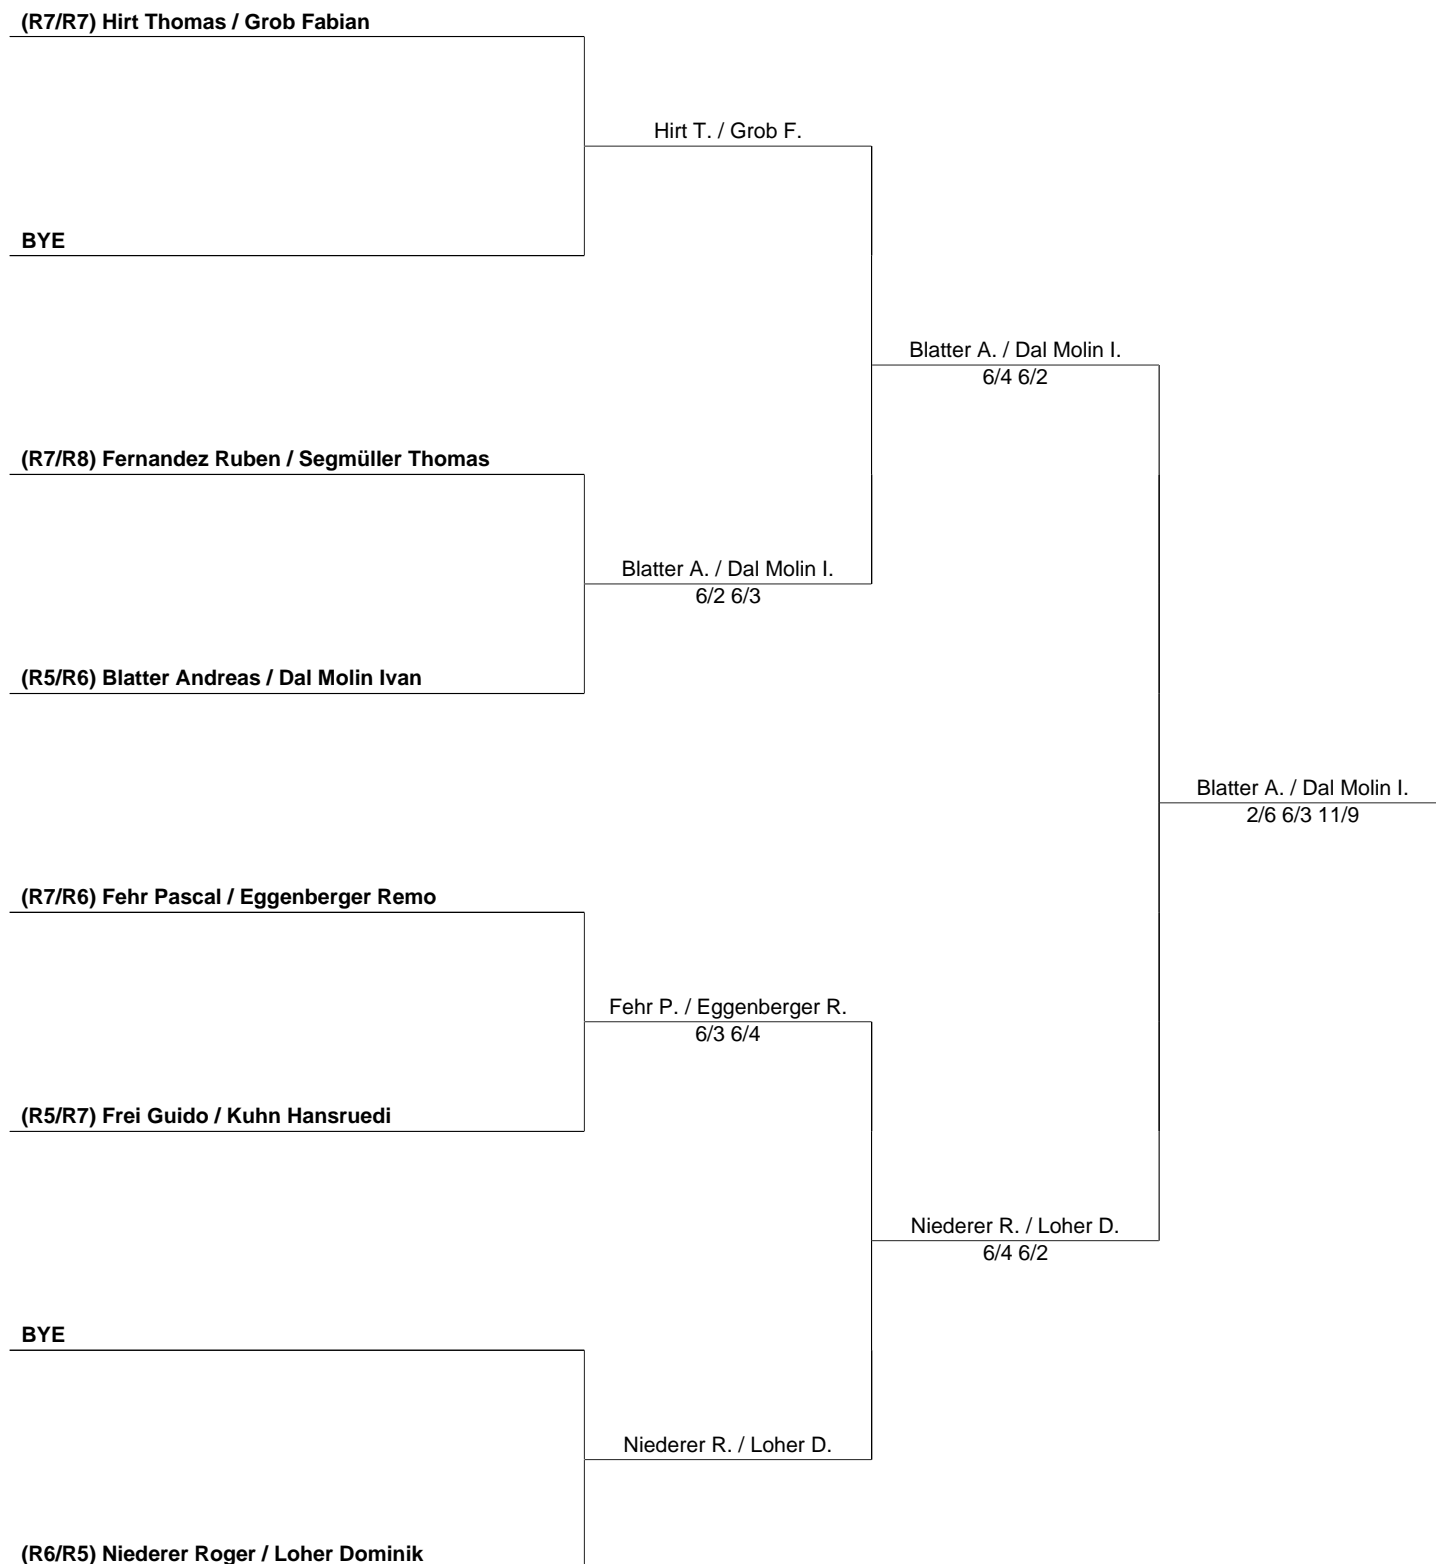 (R7/R7) Hirt Thomas / Grob Fabian
Hirt T. / Grob F.
BYE
Blatter A. / Dal Molin I.
6/4 6/2
(R7/R8) Fernandez Ruben / Segmüller Thomas
Blatter A. / Dal Molin I.
6/2 6/3
(R5/R6) Blatter Andreas / Dal Molin Ivan
Blatter A. / Dal Molin I.
2/6 6/3 11/9
(R7/R6) Fehr Pascal / Eggenberger Remo
Fehr P. / Eggenberger R.
6/3 6/4
(R5/R7) Frei Guido / Kuhn Hansruedi
Niederer R. / Loher D.
6/4 6/2
BYE
Niederer R. / Loher D.
(R6/R5) Niederer Roger / Loher Dominik